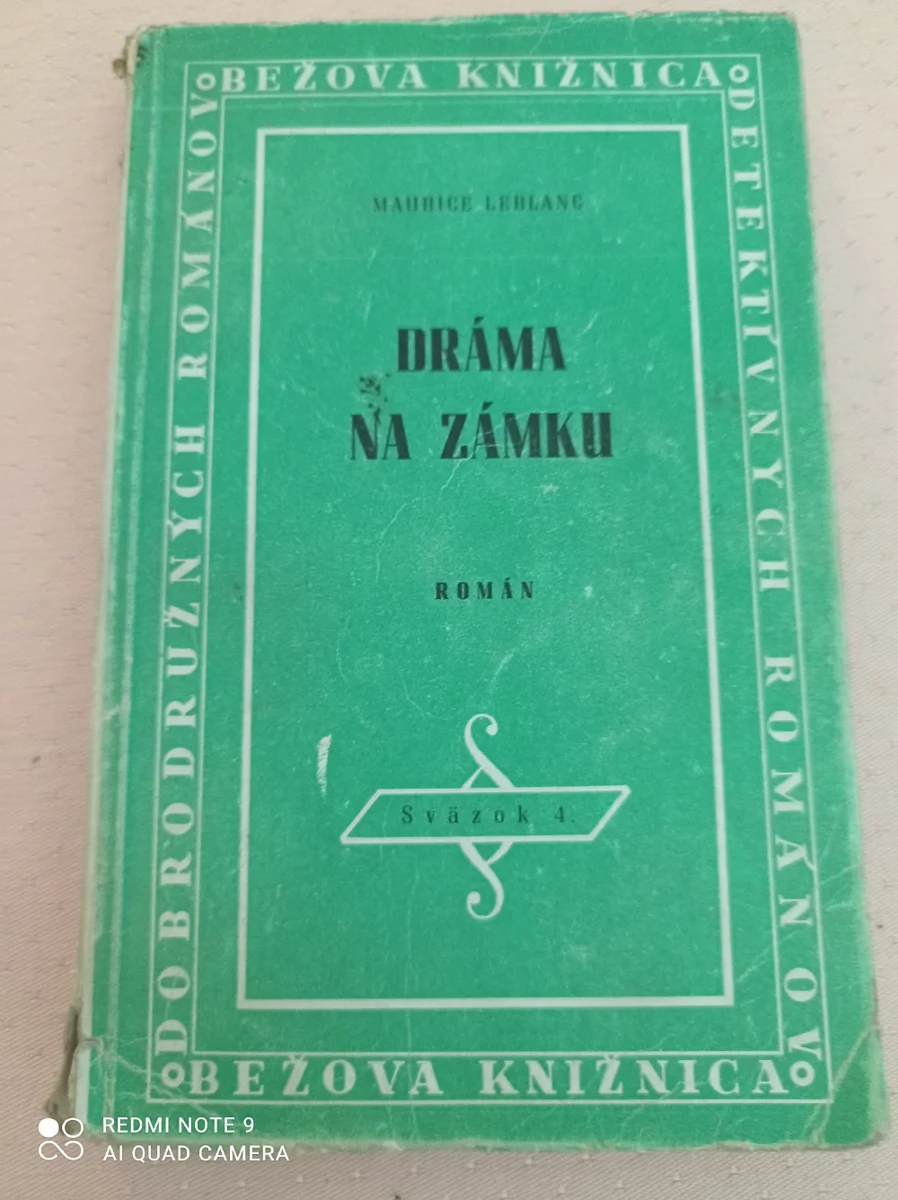 BEŽOVA KNIŽNICA
DOBRODRUŽNÝCH ROMÁNOV
DETEKTÍVNYCH ROMÁNOV
MAURICE LEBLANC
DRÁMA
NA ZÁMKU
ROMÁN
Sväzok 4.
BEŽOVA KNIŽNICA
REDMI NOTE 9
AI QUAD CAMERA